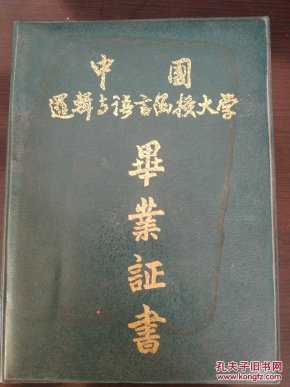 中國
邏輯与语言函授大学
畢業証書
孔夫子旧书网